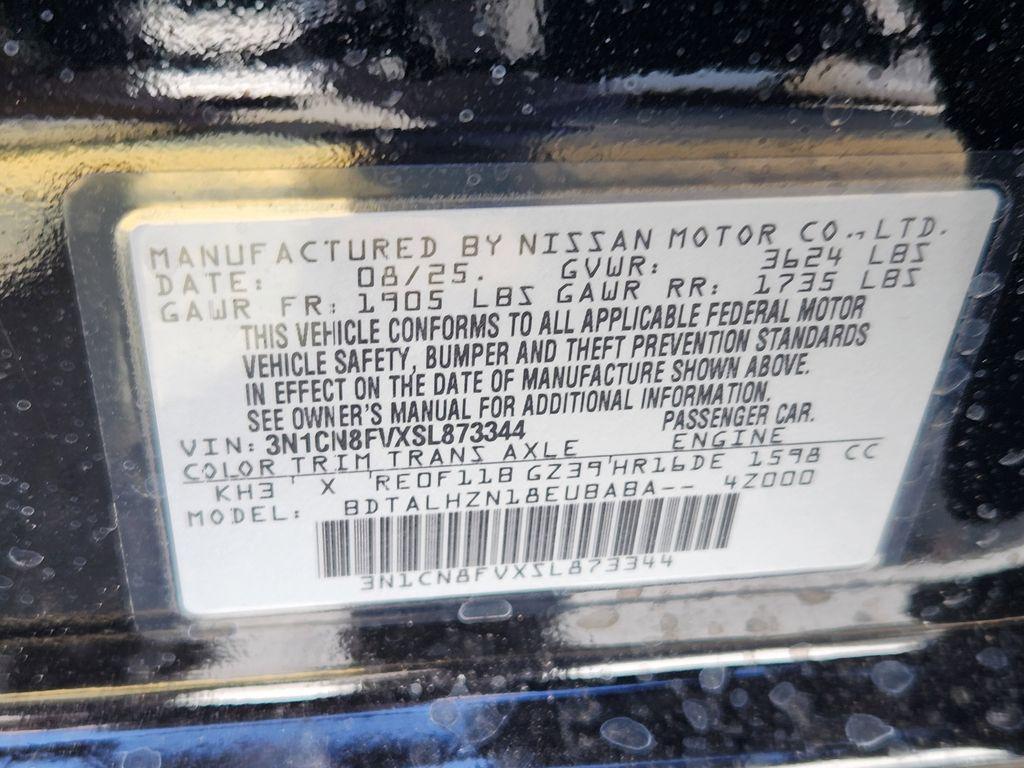 MANUFACTURED BY NISSAN MOTOR CO., LTD.
DATE: 08/25. GVWR: 3624 LBS
GAWR FR: 1905 LBS GAWR RR: 1735 LBS
THIS VEHICLE CONFORMS TO ALL APPLICABLE FEDERAL MOTOR
VEHICLE SAFETY, BUMPER AND THEFT PREVENTION STANDARDS
IN EFFECT ON THE DATE OF MANUFACTURE SHOWN ABOVE.
SEE OWNER'S MANUAL FOR ADDITIONAL INFORMATION.
VIN: 3N1CN8FVXSL873344 PASSENGER CAR.
COLOR TRIM TRANS AXLE ENGINE
KH3 X RE0F11B GZ39 HR16DE 1598 CC
MODEL: BDTALHZN18EUBABA-- 4Z000
3N1CN8FVXSL873344